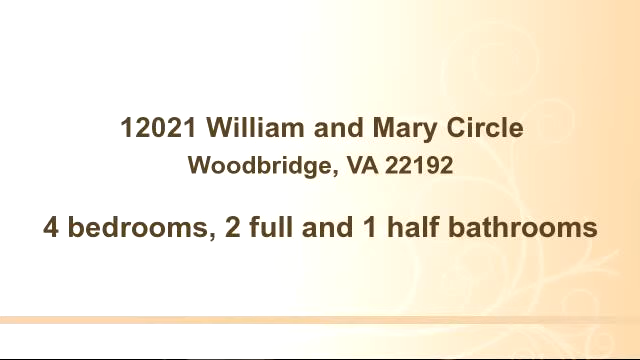 12021 William and Mary Circle
Woodbridge, VA 22192
4 bedrooms, 2 full and 1 half bathrooms